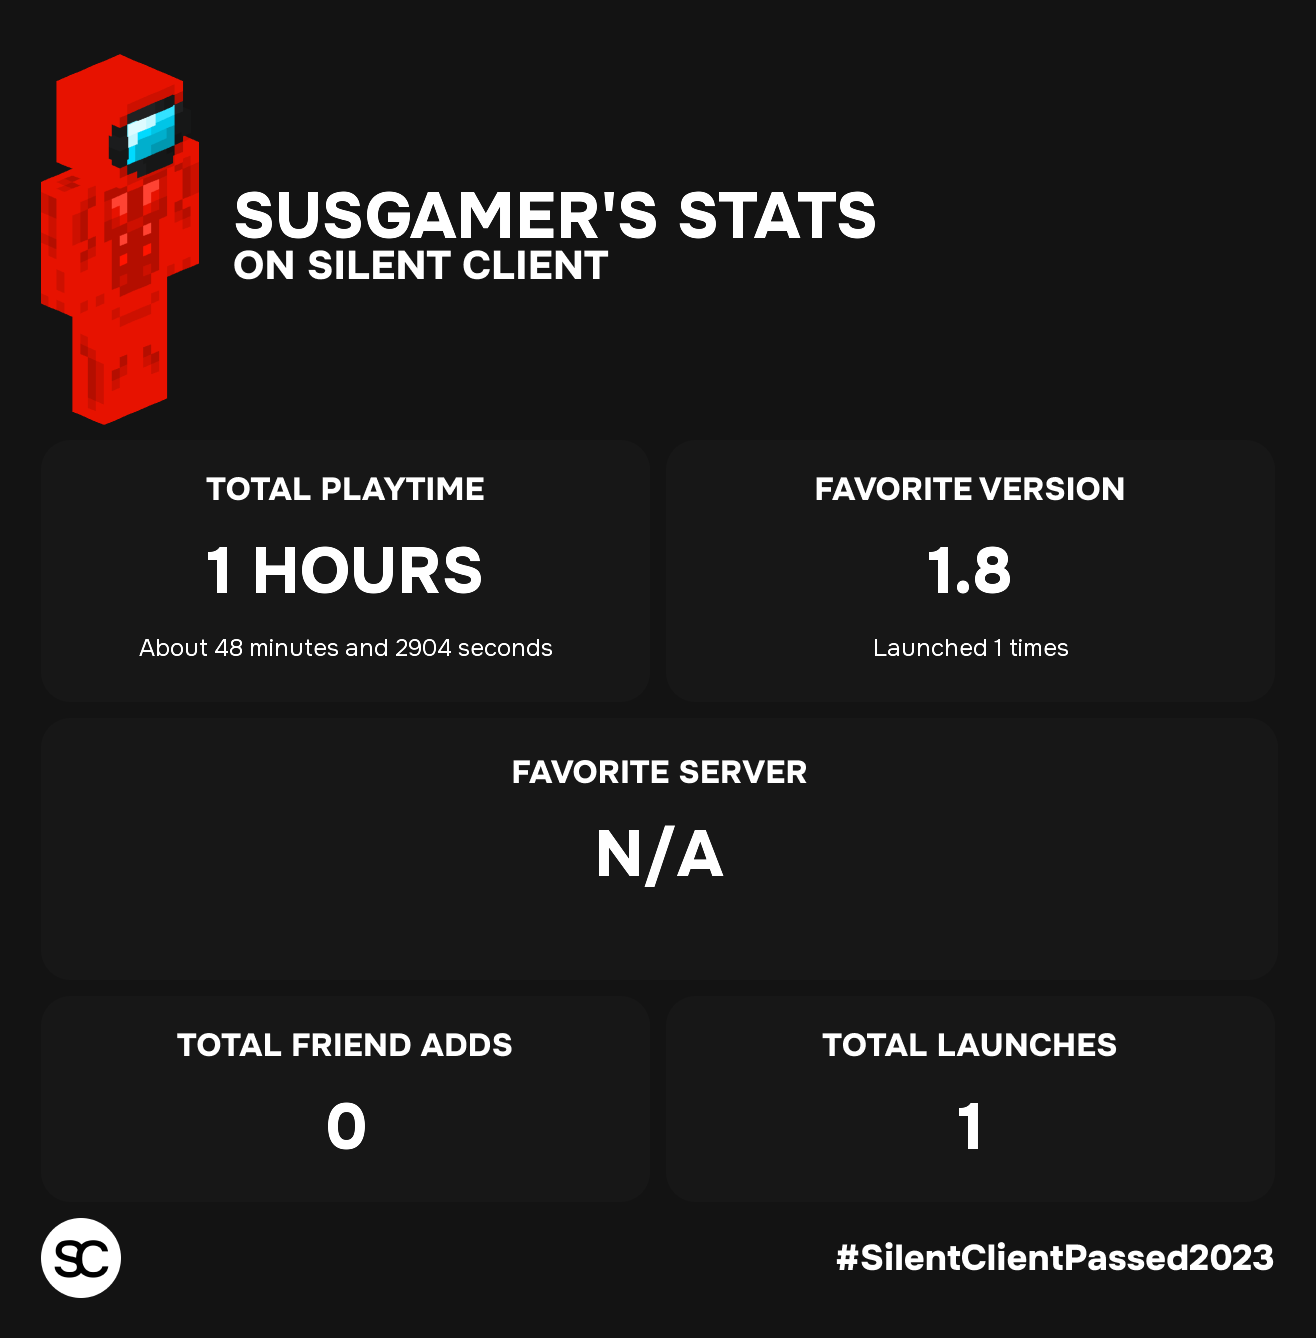 SUSGAMER'S STATS
ON SILENT CLIENT
TOTAL PLAYTIME
1 HOURS
About 48 minutes and 2904 seconds
FAVORITE VERSION
1.8
Launched 1 times
FAVORITE SERVER
N/A
TOTAL FRIEND ADDS
0
TOTAL LAUNCHES
1
SC
#SilentClientPassed2023